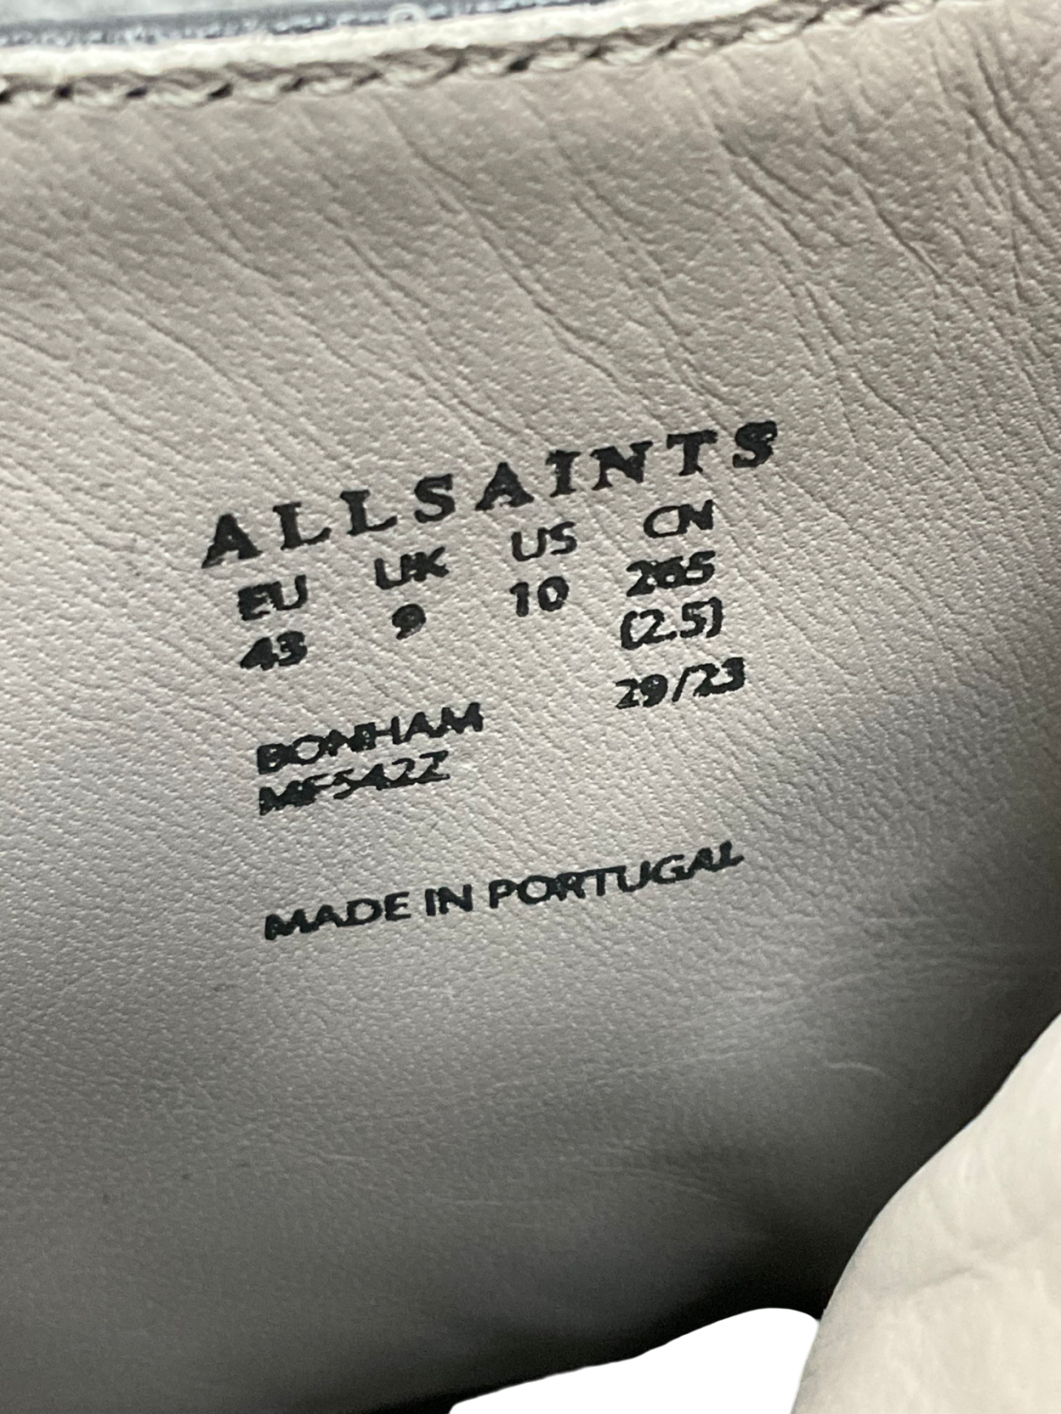 ALLSAINTS
EU UK US CN
43 9 10 265
(2.5)
29/23
BONHAM
MF542Z
MADE IN PORTUGAL